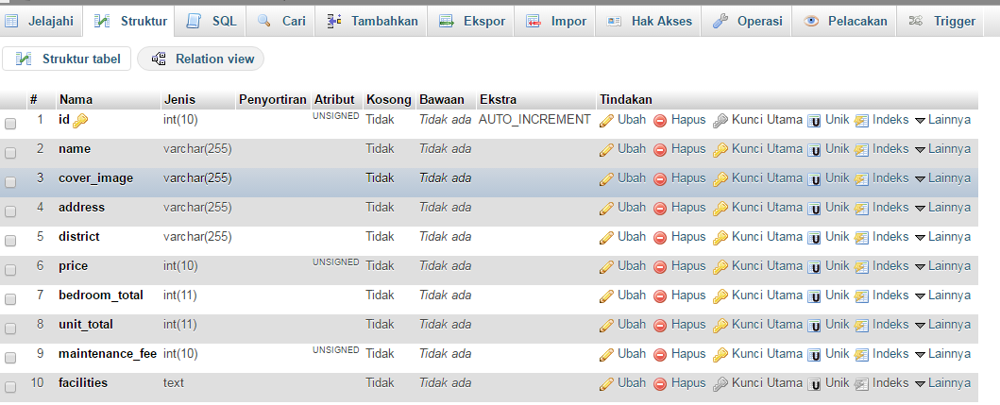 Jelajahi Struktur SQL Cari Tambahkan Ekspor Impor Hak Akses Operasi Pelacakan Trigger
Struktur tabel Relation view
# Nama Jenis Penyortiran Atribut Kosong Bawaan Ekstra Tindakan
1 id int(10) UNSIGNED Tidak Tidak ada AUTO_INCREMENT Ubah Hapus Kunci Utama U Unik Indeks Lainnya
2 name varchar(255) Tidak Tidak ada Ubah Hapus Kunci Utama U Unik Indeks Lainnya
3 cover_image varchar(255) Tidak Tidak ada Ubah Hapus Kunci Utama U Unik Indeks Lainnya
4 address varchar(255) Tidak Tidak ada Ubah Hapus Kunci Utama U Unik Indeks Lainnya
5 district varchar(255) Tidak Tidak ada Ubah Hapus Kunci Utama U Unik Indeks Lainnya
6 price int(10) UNSIGNED Tidak Tidak ada Ubah Hapus Kunci Utama U Unik Indeks Lainnya
7 bedroom_total int(11) Tidak Tidak ada Ubah Hapus Kunci Utama U Unik Indeks Lainnya
8 unit_total int(11) Tidak Tidak ada Ubah Hapus Kunci Utama U Unik Indeks Lainnya
9 maintenance_fee int(10) UNSIGNED Tidak Tidak ada Ubah Hapus Kunci Utama U Unik Indeks Lainnya
10 facilities text Tidak Tidak ada Ubah Hapus Kunci Utama U Unik Indeks Lainnya